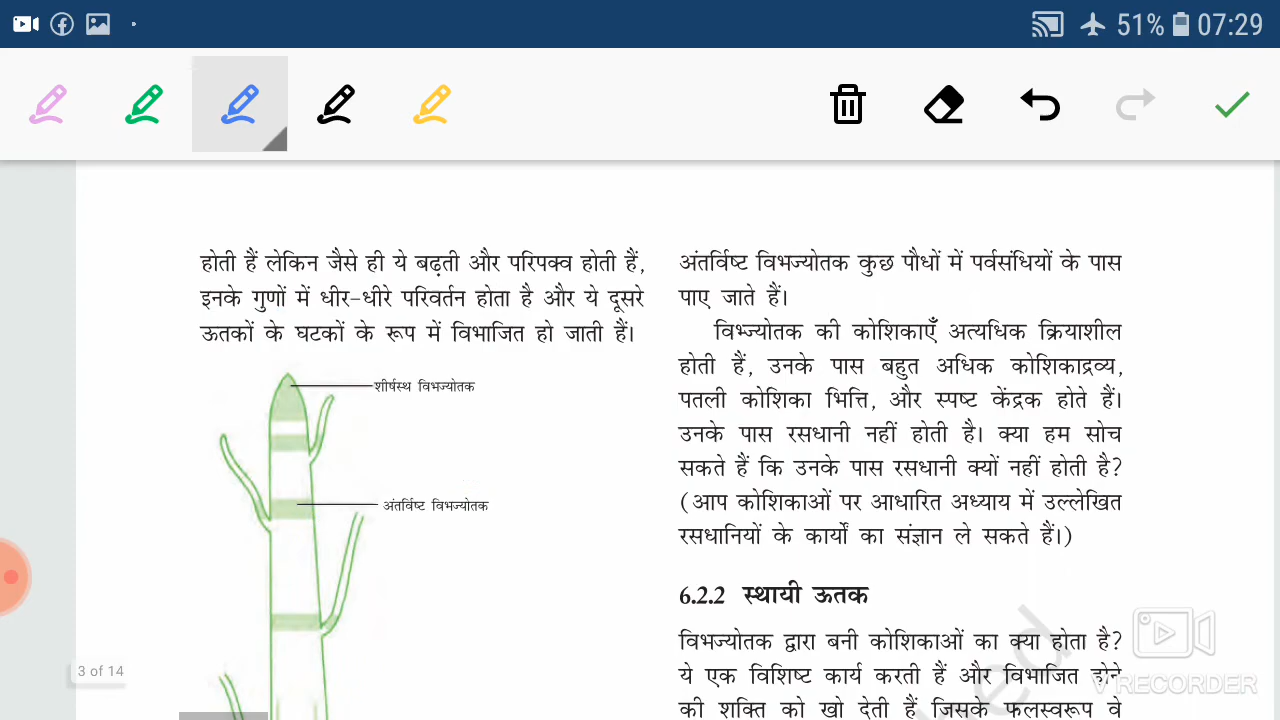 51% 07:29
होती हैं लेकिन जैसे ही ये बढ़ती और परिपक्व होती हैं,
इनके गुणों में धीर-धीरे परिवर्तन होता है और ये दूसरे
ऊतकों के घटकों के रूप में विभाजित हो जाती हैं।
शीर्षस्थ विभज्योतक
अंतर्विष्ट विभज्योतक
3 of 14
अंतर्विष्ट विभज्योतक कुछ पौधों में पर्वसंधियों के पास
पाए जाते हैं।
विभ्ज्योतक की कोशिकाएँ अत्यधिक क्रियाशील
होती हैं, उनके पास बहुत अधिक कोशिकाद्रव्य,
पतली कोशिका भित्ति, और स्पष्ट केंद्रक होते हैं।
उनके पास रसधानी नहीं होती है। क्या हम सोच
सकते हैं कि उनके पास रसधानी क्यों नहीं होती है?
(आप कोशिकाओं पर आधारित अध्याय में उल्लेखित
रसधानियों के कार्यों का संज्ञान ले सकते हैं।)
6.2.2 स्थायी ऊतक
विभज्योतक द्वारा बनी कोशिकाओं का क्या होता है?
ये एक विशिष्ट कार्य करती हैं और विभाजित होने
की शक्ति को खो देती हैं जिसके फलस्वरूप वे
V RECORDER